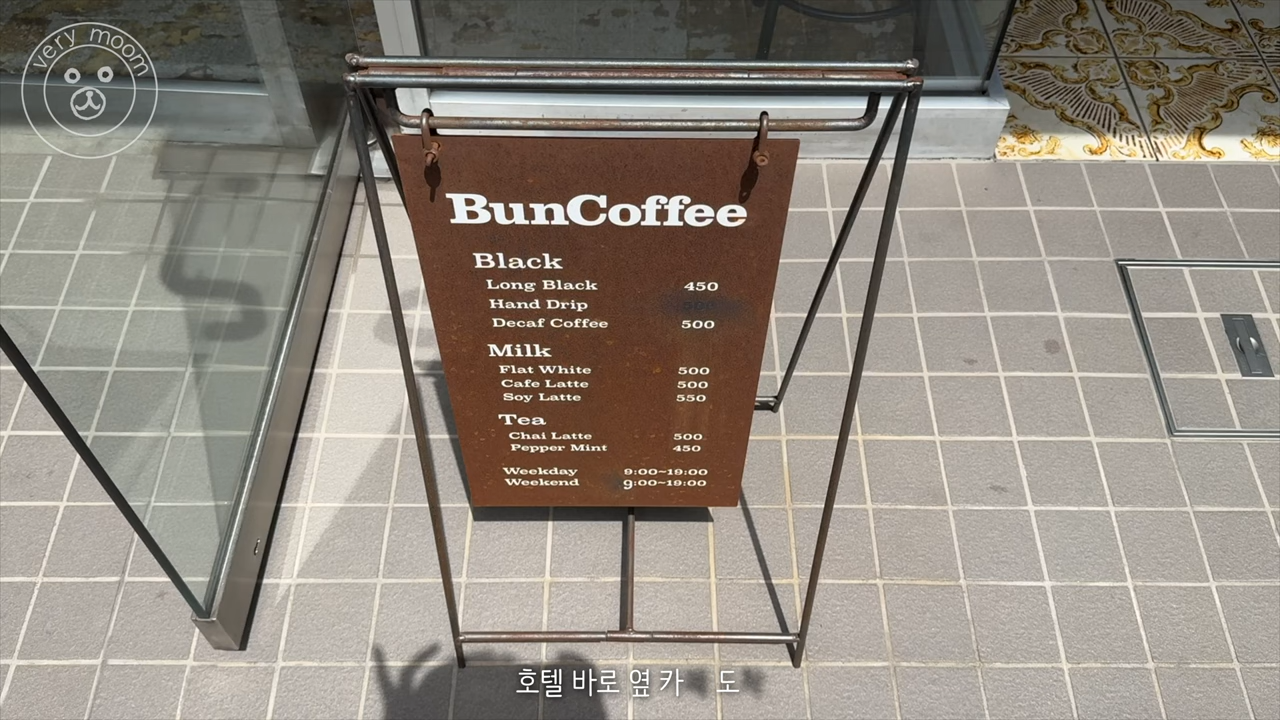 very moom
BunCoffee
Black
Long Black 450
Hand Drip
Decaf Coffee 500
Milk
Flat White 500
Cafe Latte 500
Soy Latte 550
Tea
Chai Latte 500
Pepper Mint 450
Weekday 9:00~19:00
Weekend 9:00~19:00
호텔 바로 옆 도